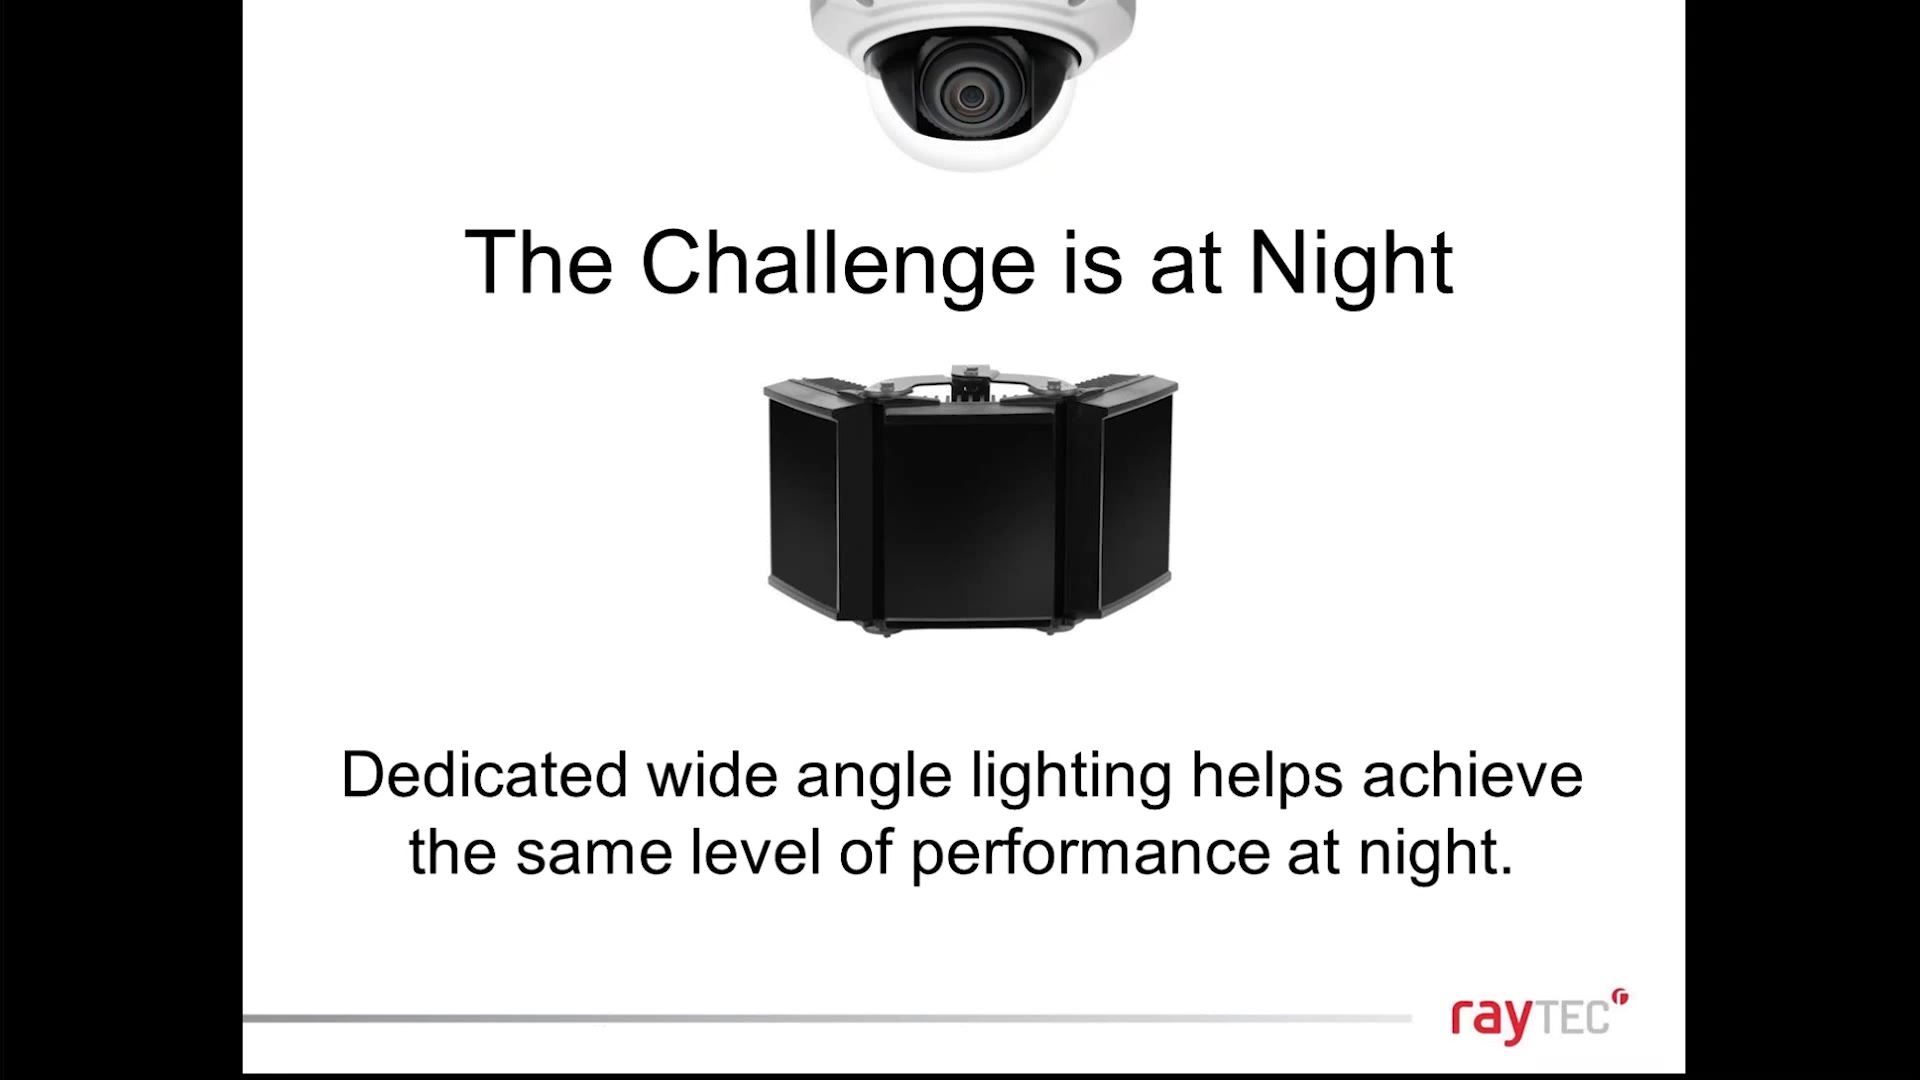 The Challenge is at Night
Dedicated wide angle lighting helps achieve
the same level of performance at night.
rayTEC